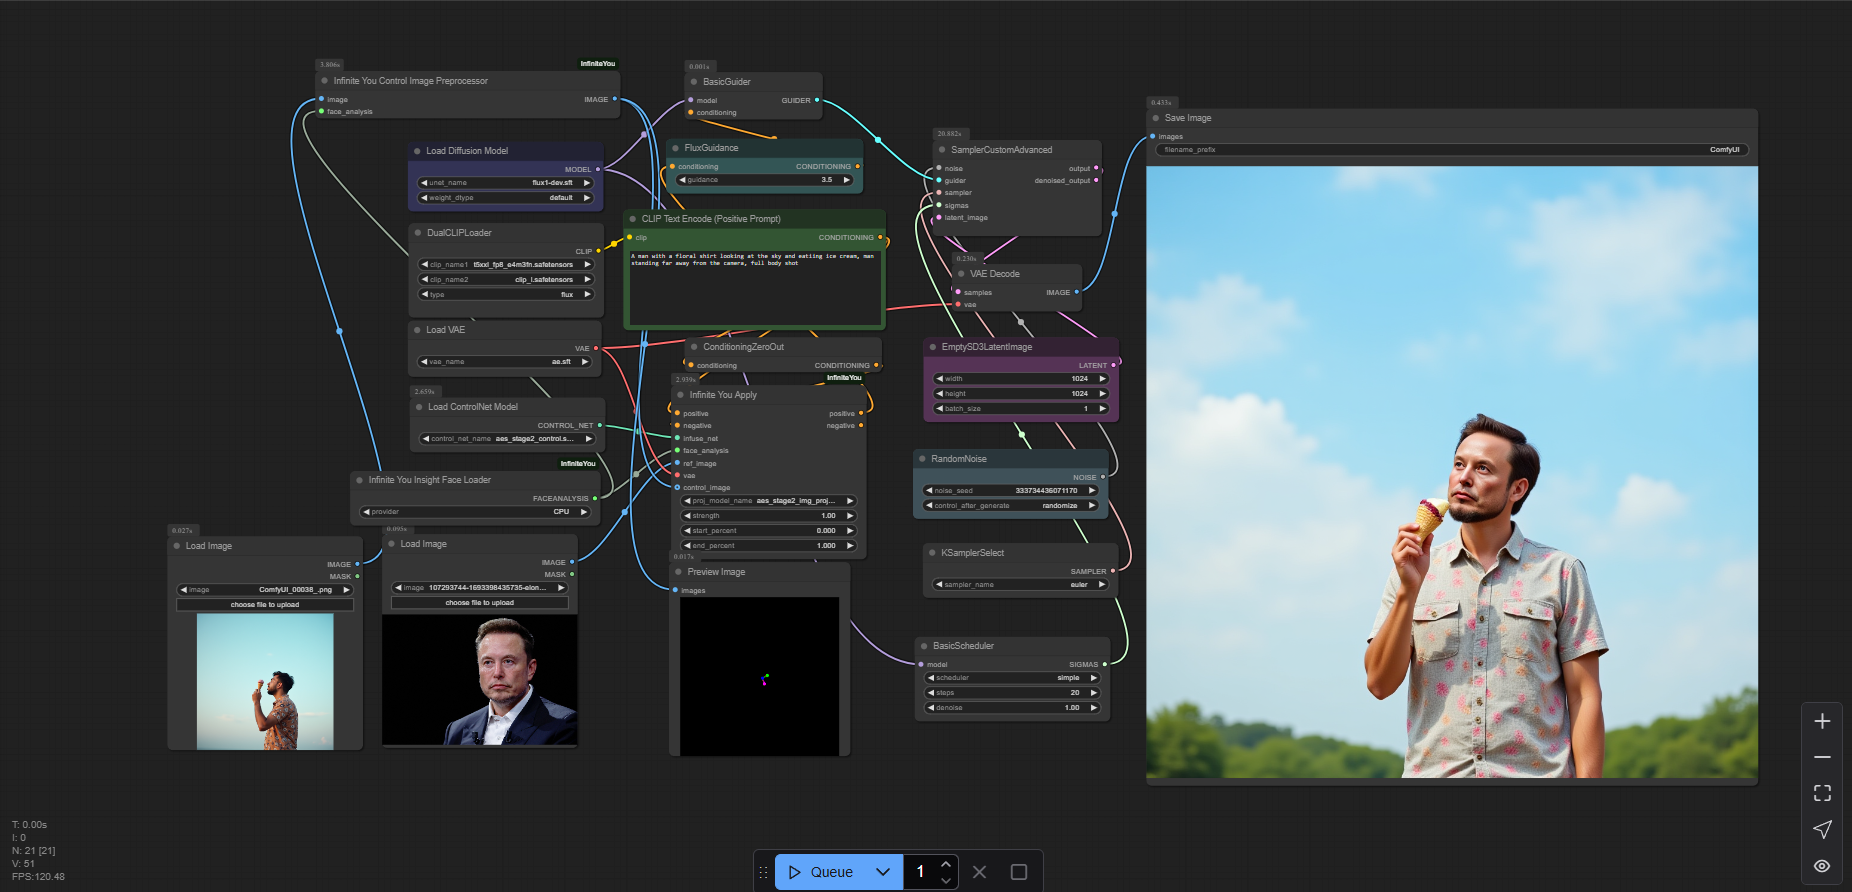 3.806s
InfiniteYou
Infinite You Control Image Preprocessor
image
IMAGE
face_analysis
Load Diffusion Model
MODEL
unet_name flux1-dev.sft
weight_dtype default
DualCLIPLoader
CLIP
clip_name1 t5xxl_fp8_e4m3fn.safetensors
clip_name2 clip_l.safetensors
type flux
Load VAE
VAE
vae_name ae.sft
2.619s
Load ControlNet Model
CONTROL_NET
control_net_name aes_stage2_control.s...
InfiniteYou
Infinite You Insight Face Loader
FACEANALYSIS
provider CPU
0.027s
Load Image
IMAGE
MASK
image ComfyUI_00038_.png
choose file to upload
0.095s
Load Image
IMAGE
MASK
image 107293744-1693398435735-elon...
choose file to upload
0.001s
BasicGuider
model GUIDER
conditioning
FluxGuidance
conditioning CONDITIONING
guidance 3.5
CLIP Text Encode (Positive Prompt)
clip CONDITIONING
A man with a floral shirt looking at the sky and eatiing ice cream, man
standing far away from the camera, full body shot
ConditioningZeroOut
conditioning CONDITIONING
2.939s
InfiniteYou
Infinite You Apply
positive positive
negative negative
infuse_net
face_analysis
ref_image
vae
control_image
proj_model_name aes_stage2_img_proj...
strength 1.00
start_percent 0.000
end_percent 1.000
0.017s
Preview Image
images
20.882s
SamplerCustomAdvanced
noise output
guider denoised_output
sampler
sigmas
latent_image
0.230s
VAE Decode
samples IMAGE
vae
EmptySD3LatentImage
LATENT
width 1024
height 1024
batch_size 1
RandomNoise
NOISE
noise_seed 333734436071170
control_after_generate randomize
KSamplerSelect
SAMPLER
sampler_name euler
BasicScheduler
model SIGMAS
scheduler simple
steps 20
denoise 1.00
0.433s
Save Image
images
filename_prefix ComfyUI
T: 0.00s
I: 0
N: 21 [21]
V: 51
FPS:120.48
Queue 1